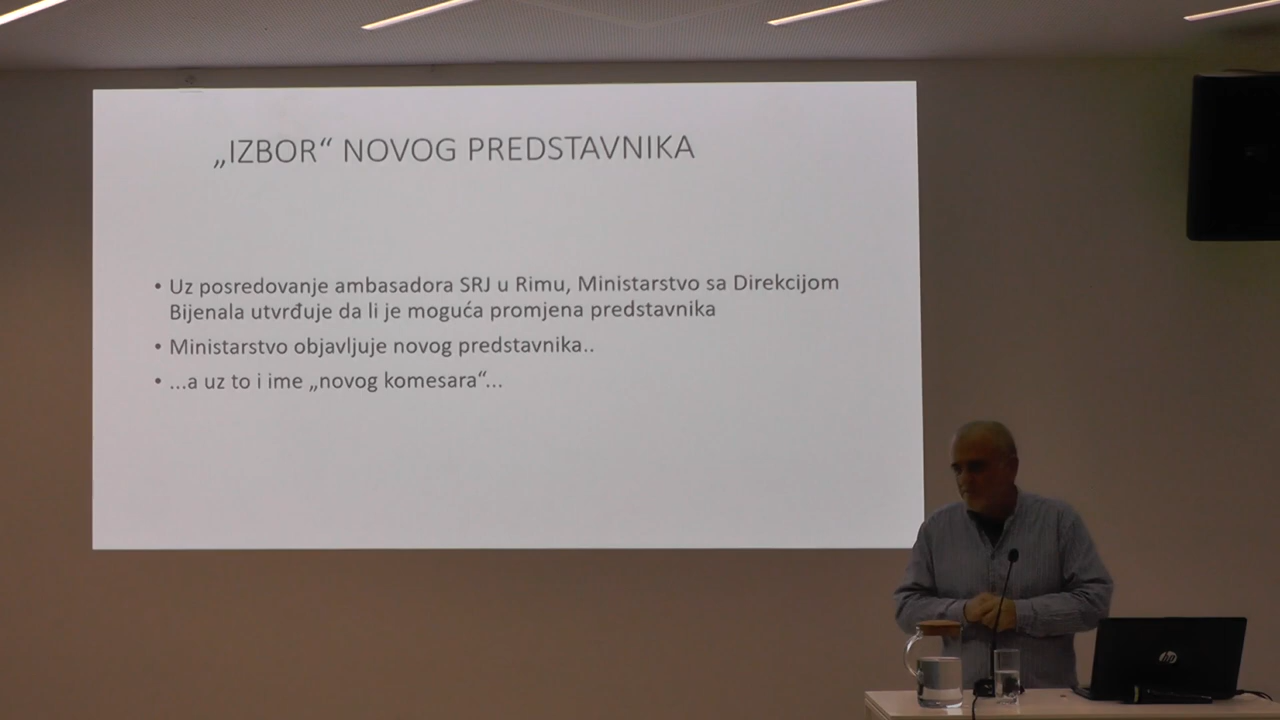 „IZBOR“ NOVOG PREDSTAVNIKA
• Uz posredovanje ambasadora SRJ u Rimu, Ministarstvo sa Direkcijom
Bijenala utvrđuje da li je moguća promjena predstavnika
• Ministarstvo objavljuje novog predstavnika..
• ...a uz to i ime „novog komesara“...
hp